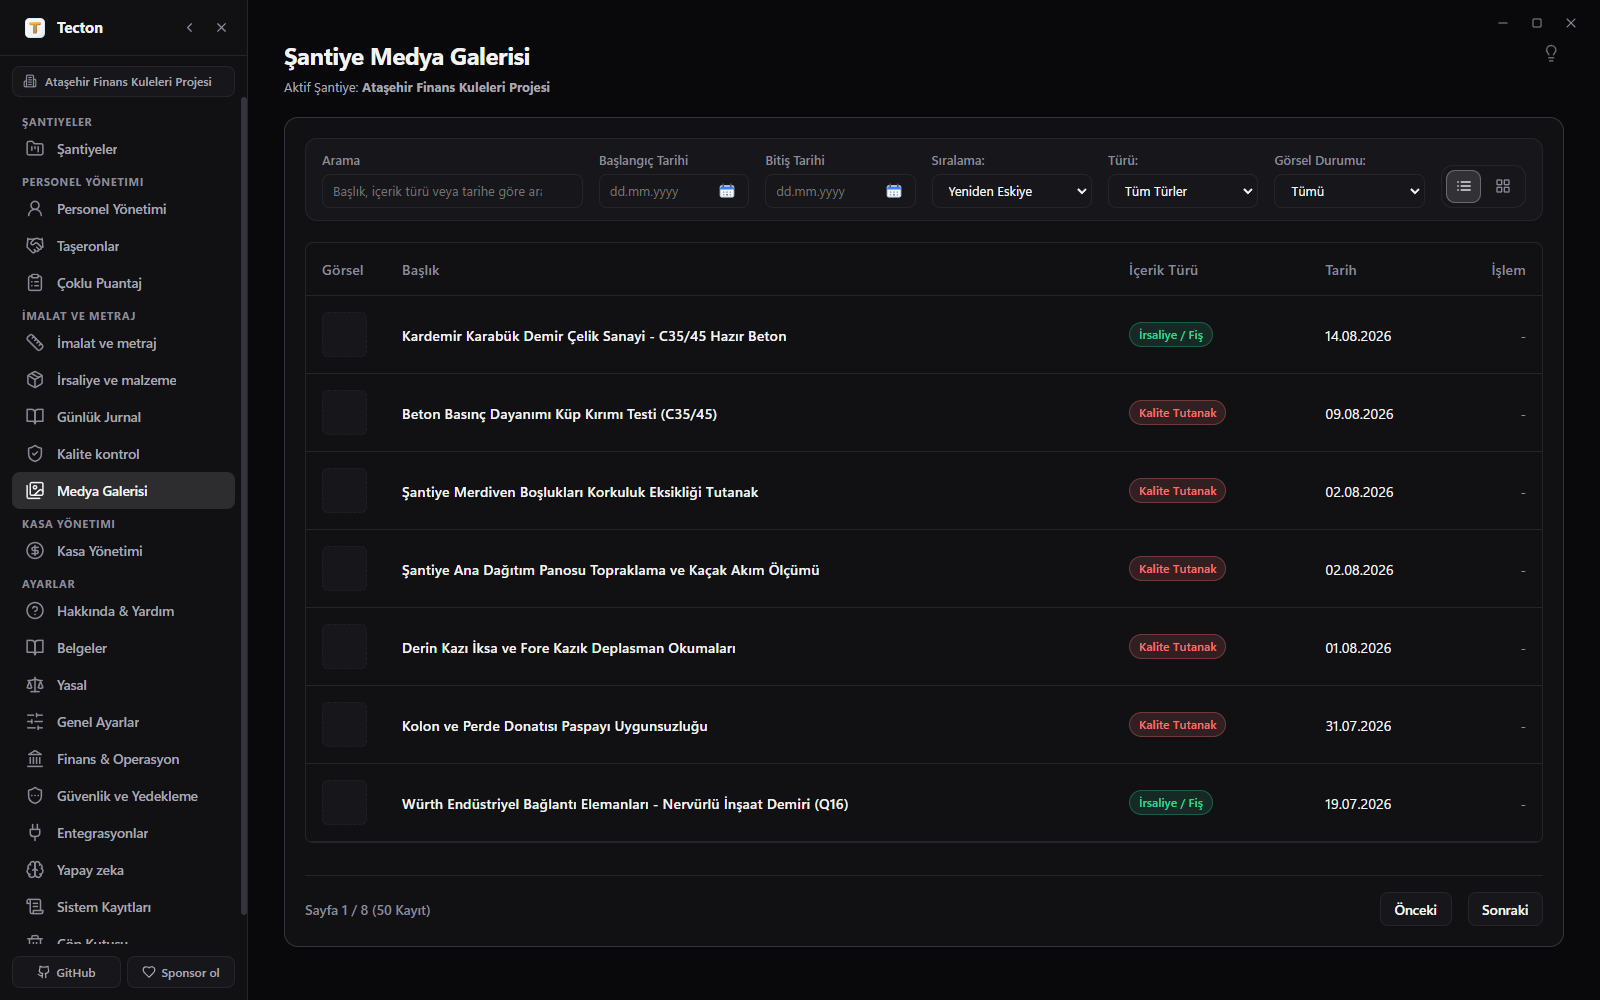 Tecton
Ataşehir Finans Kuleleri Projesi
ŞANTIYELER
Şantiyeler
PERSONEL YÖNETIMI
Personel Yönetimi
Taşeronlar
Çoklu Puantaj
İMALAT VE METRAJ
İmalat ve metraj
İrsaliye ve malzeme
Günlük Jurnal
Kalite kontrol
Medya Galerisi
KASA YÖNETIMI
Kasa Yönetimi
AYARLAR
Hakkında & Yardım
Belgeler
Yasal
Genel Ayarlar
Finans & Operasyon
Güvenlik ve Yedekleme
Entegrasyonlar
Yapay zeka
Sistem Kayıtları
Çöp Kutusu
GitHub
Sponsor ol
Şantiye Medya Galerisi
Aktif Şantiye: Ataşehir Finans Kuleleri Projesi
Arama
Başlangıç Tarihi
Bitiş Tarihi
Sıralama:
Türü:
Görsel Durumu:
Başlık, içerik türü veya tarihe göre ar
dd.mm.yyyy
dd.mm.yyyy
Yeniden Eskiye
Tüm Türler
Tümü
Görsel Başlık İçerik Türü Tarih İşlem
Kardemir Karabük Demir Çelik Sanayi - C35/45 Hazır Beton İrsaliye / Fiş 14.08.2026 -
Beton Basınç Dayanımı Küp Kırımı Testi (C35/45) Kalite Tutanak 09.08.2026 -
Şantiye Merdiven Boşlukları Korkuluk Eksikliği Tutanak Kalite Tutanak 02.08.2026 -
Şantiye Ana Dağıtım Panosu Topraklama ve Kaçak Akım Ölçümü Kalite Tutanak 02.08.2026 -
Derin Kazı İksa ve Fore Kazık Deplasman Okumaları Kalite Tutanak 01.08.2026 -
Kolon ve Perde Donatısı Paspayı Uygunsuzluğu Kalite Tutanak 31.07.2026 -
Würth Endüstriyel Bağlantı Elemanları - Nervürlü İnşaat Demiri (Q16) İrsaliye / Fiş 19.07.2026 -
Sayfa 1 / 8 (50 Kayıt)
Önceki
Sonraki